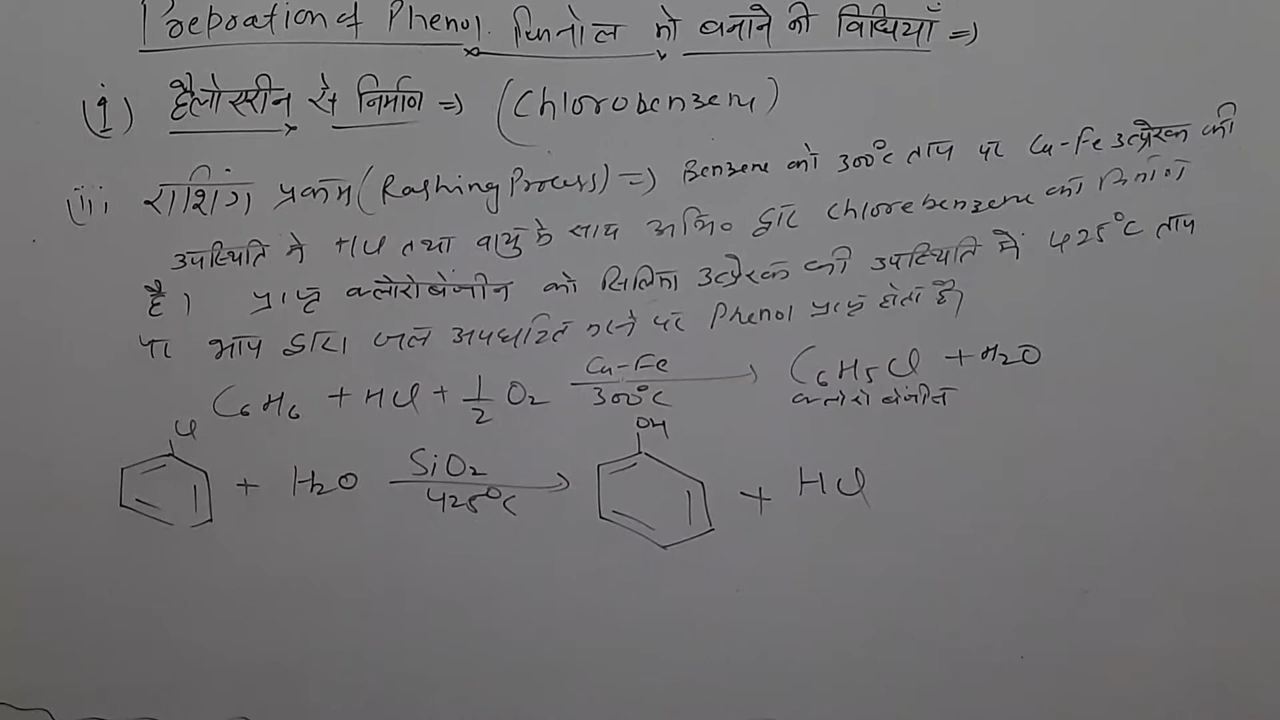 Prepration of Phenol. फिनोल को बनाने की विधियाँ ⇒
(i) हैलोएरीन से निर्माण ⇒ (Chlorobenzene)
(ii) राशिंग प्रक्रम (Rashing Process) ⇒ Benzene को 300°C ताप पर Cu-Fe उत्प्रेरक की
उपस्थिति में HCl तथा वायु के साथ अभि० द्वारा Chlorobenzene का
है। प्राप्त क्लोरोबेंजीन को सिलिका उत्प्रेरक की उपस्थिति में 425°C ताप
पर भाप द्वारा जल अपघटित करने पर Phenol प्राप्त होता है।
C6H6 + HCl + 1/2 O2 Cu-Fe 300°C → C6H5Cl + H2O
क्लोरोबेंजीन
Cl OH
+ H2O SiO2 425°C → + HCl